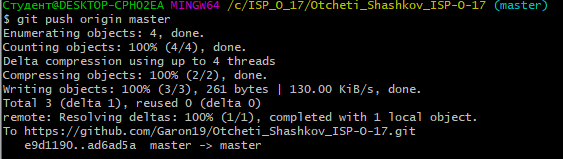 Студент@DESKTOP-CPH02EA MINGW64 /c/ISP_O_17/Otcheti_Shashkov_ISP-O-17 (master)
$ git push origin master
Enumerating objects: 4, done.
Counting objects: 100% (4/4), done.
Delta compression using up to 4 threads
Compressing objects: 100% (2/2), done.
Writing objects: 100% (3/3), 261 bytes | 130.00 KiB/s, done.
Total 3 (delta 1), reused 0 (delta 0)
remote: Resolving deltas: 100% (1/1), completed with 1 local object.
To https://github.com/Garon19/Otcheti_Shashkov_ISP-O-17.git
   e9d1190..ad6ad5a  master -> master